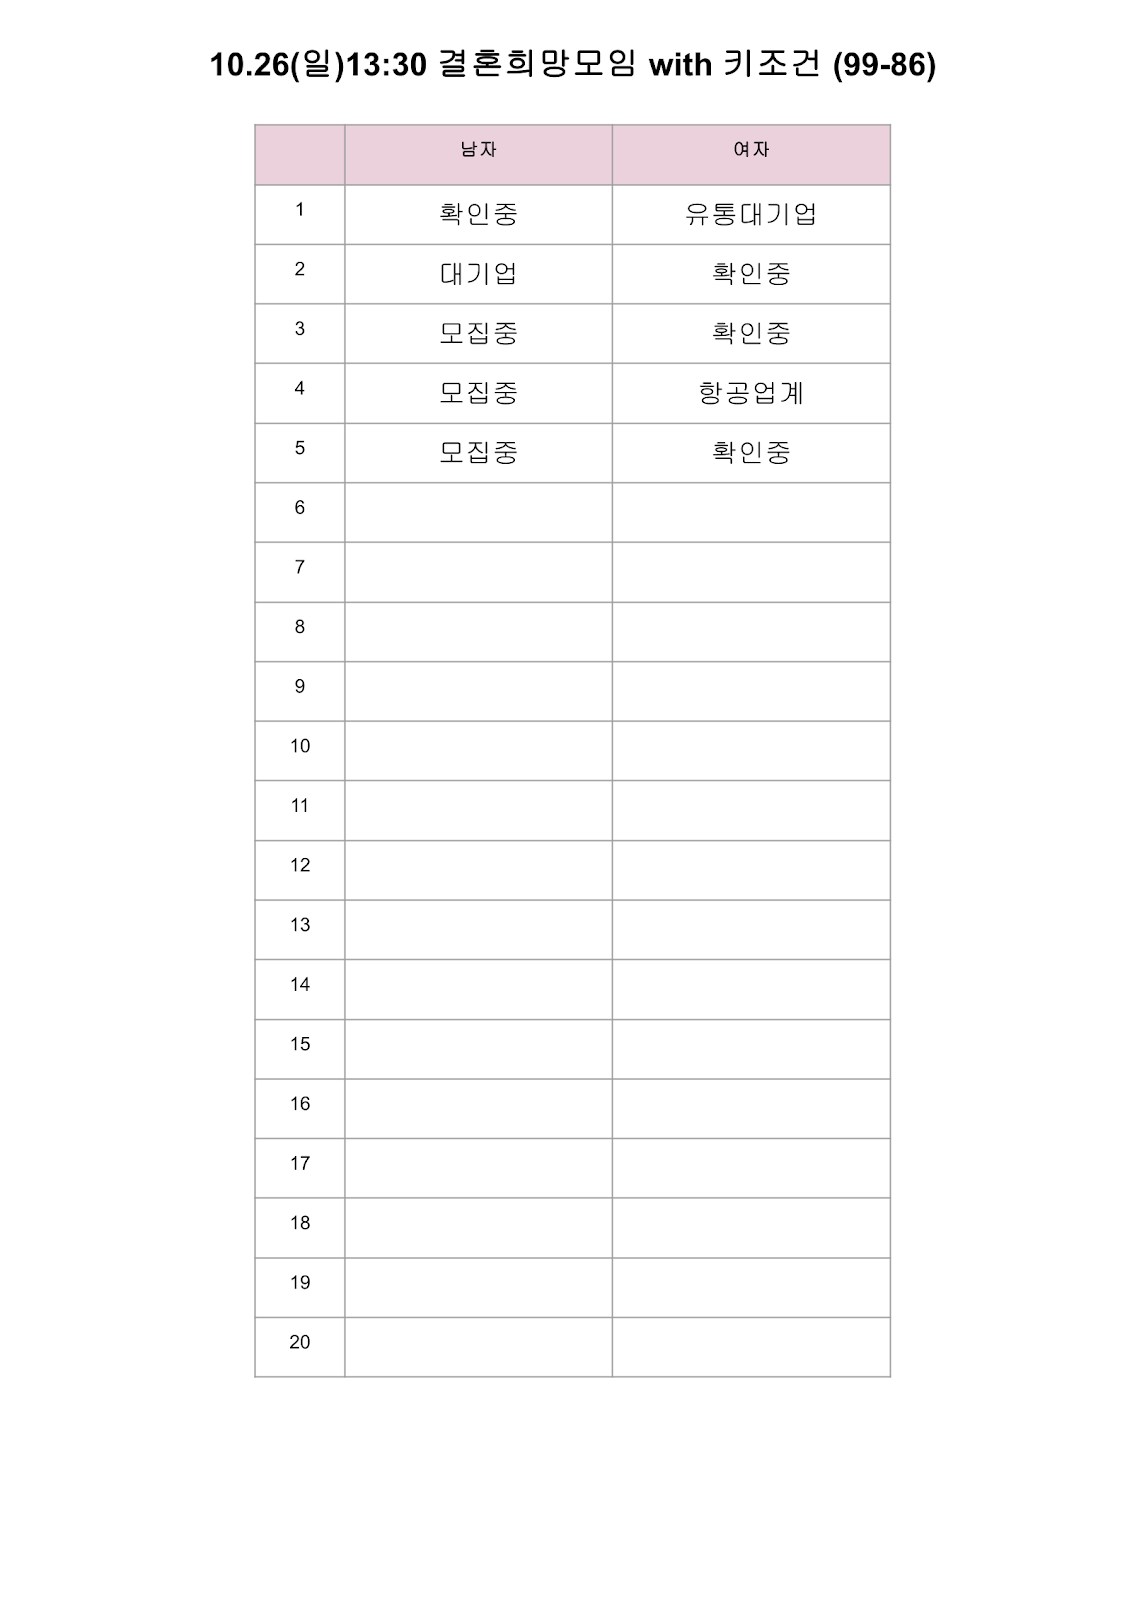 10.26(일)13:30 결혼희망모임 with 키조건 (99-86)
남자 여자
1 확인중 유통대기업
2 대기업 확인중
3 모집중 확인중
4 모집중 항공업계
5 모집중 확인중
6
7
8
9
10
11
12
13
14
15
16
17
18
19
20